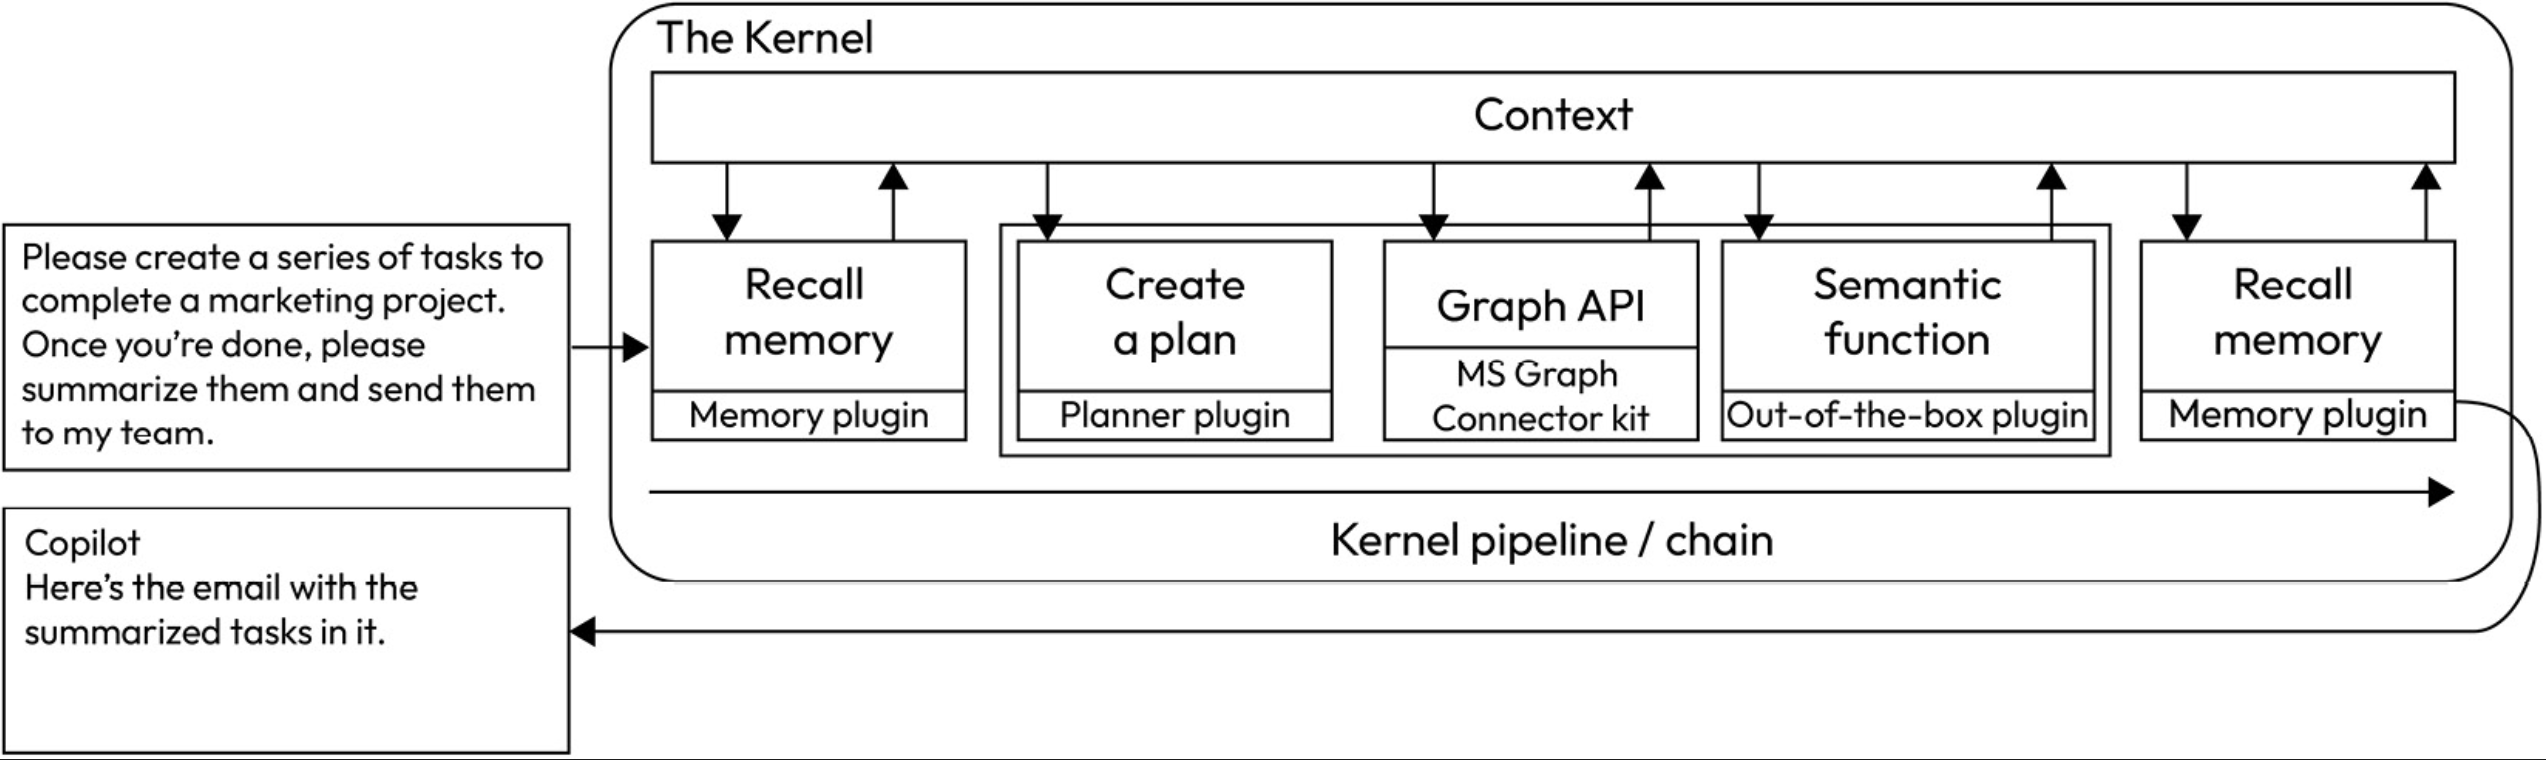 The Kernel
Context
Please create a series of tasks to
complete a marketing project.
Once you’re done, please
summarize them and send them
to my team.
Recall
memory
Memory plugin
Create
a plan
Planner plugin
Graph API
MS Graph
Connector kit
Semantic
function
Out-of-the-box plugin
Recall
memory
Memory plugin
Kernel pipeline / chain
Copilot
Here’s the email with the
summarized tasks in it.